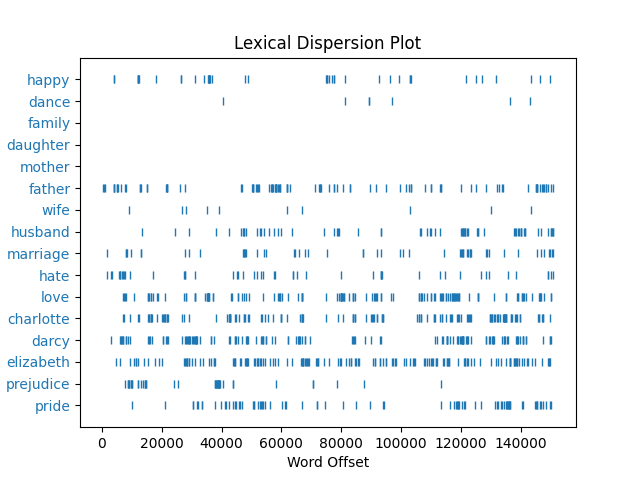 Lexical Dispersion Plot
happy
dance
family
daughter
mother
father
wife
husband
marriage
hate
love
charlotte
darcy
elizabeth
prejudice
pride
0 20000 40000 60000 80000 100000 120000 140000
Word Offset